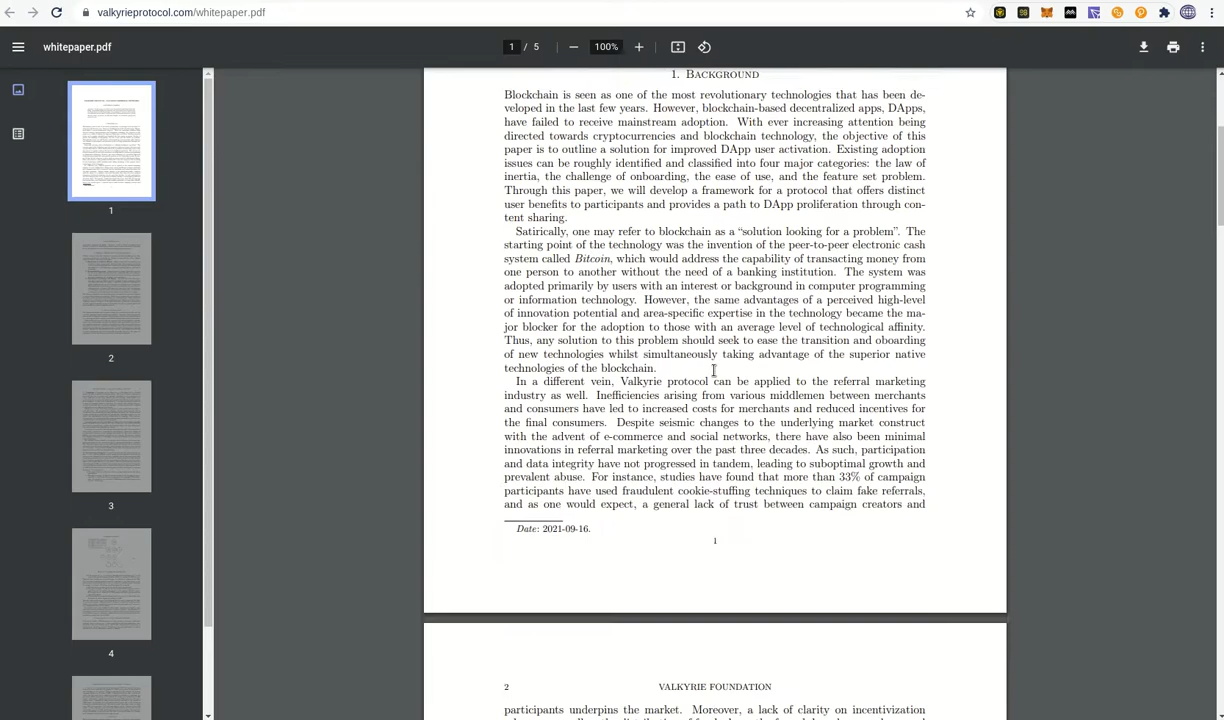 valkyrieprotocol.com/whitepaper.pdf
whitepaper.pdf
1 / 5
100%
1
2
3
4
1. Background
Blockchain is seen as one of the most revolutionary technologies that has been de-
veloped in the last few years. However, blockchain-based decentralized apps, DApps,
have failed to receive mainstream adoption. With ever increasing attention being
devoted towards cryptocurrencies and blockchain technology, the objective of this
paper is to outline a solution for improved DApp user activation. Existing adoption
issues can be roughly identified and classified into four major categories: the law of
inertia, the challenge of onboarding, the ease of use, and the feature set problem.
Through this paper, we will develop a framework for a protocol that offers distinct
user benefits to participants and provides a path to DApp proliferation through con-
tent sharing.
Satirically, one may refer to blockchain as a “solution looking for a problem”. The
starting point of the technology was the invention of the peer-to-peer electronic cash
system called Bitcoin, which would address the capability of transacting money from
one person to another without the need of a banking institution. The system was
adopted primarily by users with an interest or background in computer programming
or information technology. However, the same advantages of a perceived high-level
of innovation potential and area-specific expertise in the technology became the ma-
jor blocker for the adoption to those with an average level of technological affinity.
Thus, any solution to this problem should seek to ease the transition and oboarding
of new technologies whilst simultaneously taking advantage of the superior native
technologies of the blockchain.
In a different vein, Valkyrie protocol can be applied to the referral marketing
industry as well. Inefficiencies arising from various middlemen between merchants
and consumers have led to increased costs for merchants and reduced incentives for
the final consumers. Despite seismic changes to the underlying market construct
with the advent of e-commerce and social networks, there have also been minimal
innovations in referral marketing over the past three decades. As such, participation
and data integrity have not progressed in tandem, leading to suboptimal growth and
prevalent abuse. For instance, studies have found that more than 33% of campaign
participants have used fraudulent cookie-stuffing techniques to claim fake referrals,
and as one would expect, a general lack of trust between campaign creators and
Date: 2021-09-16.
1
2 VALKYRIE FOUNDATION
participants underpins the market. Moreover, a lack of clarity on incentivization